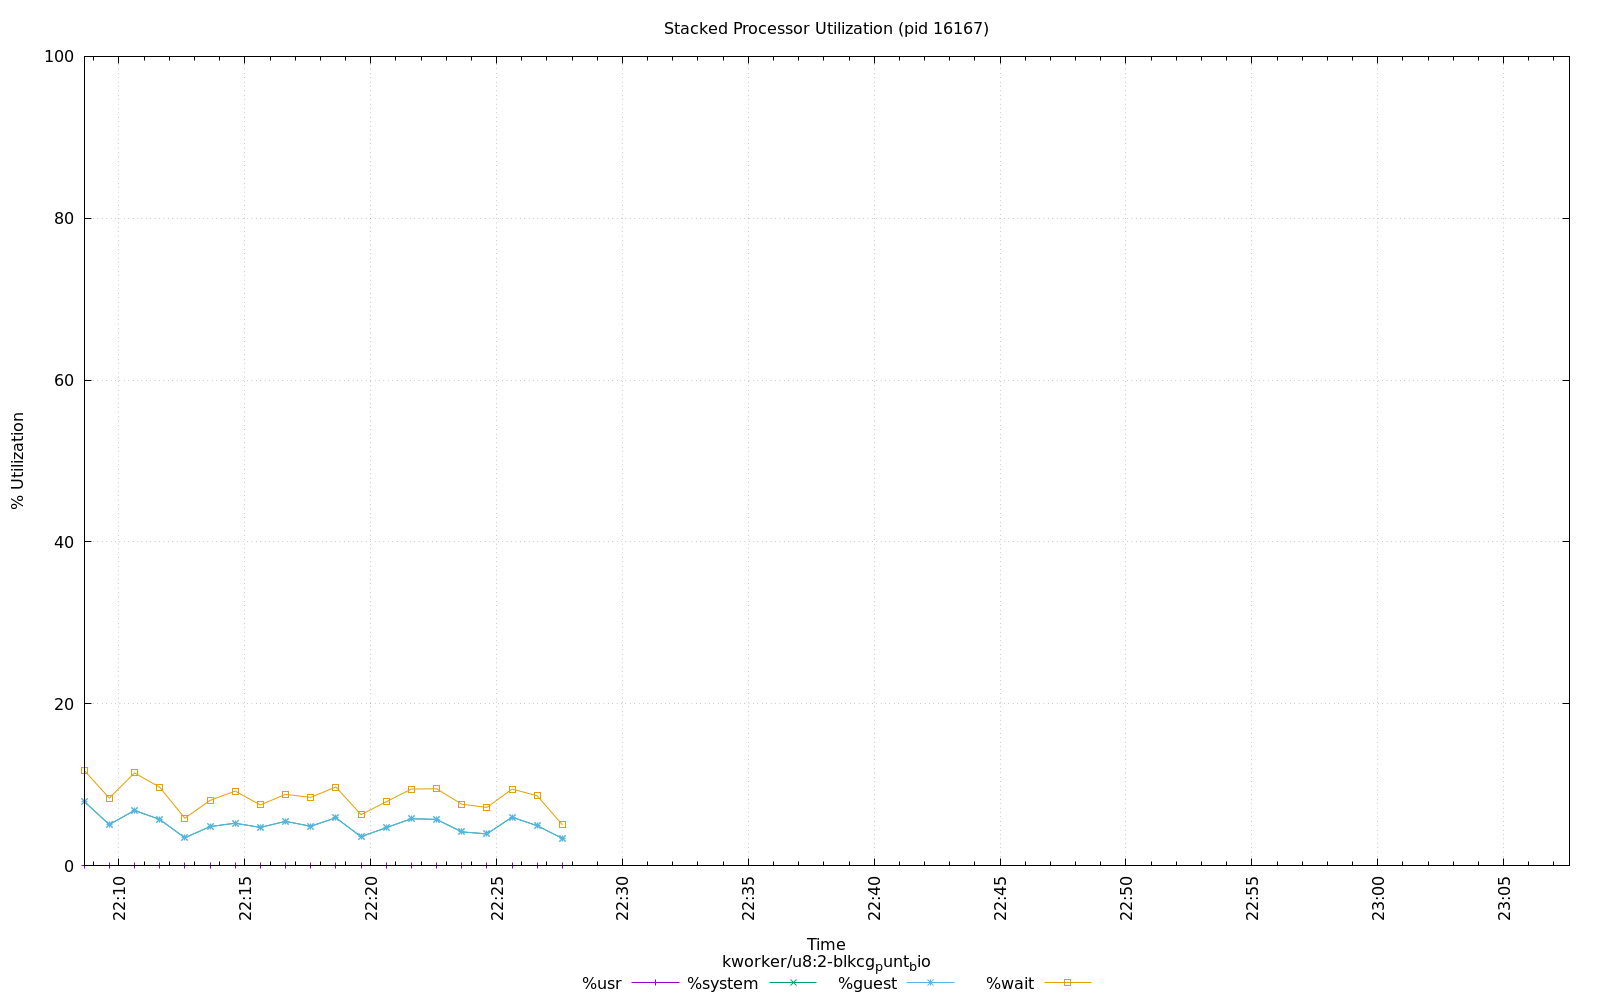 Stacked Processor Utilization (pid 16167)
100
80
60
40
20
0
% Utilization
22:10 22:15 22:20 22:25 22:30 22:35 22:40 22:45 22:50 22:55 23:00 23:05
Time
kworker/u8:2-blkcgpuntbio
%usr %system %guest %wait